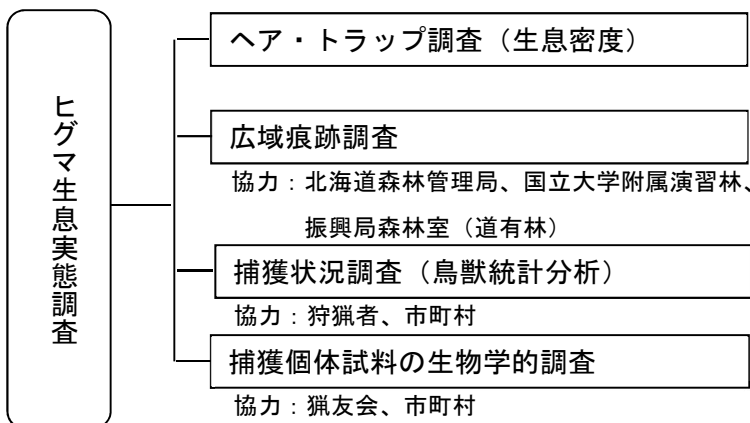 ヒグマ生息実態調査
ヘア・トラップ調査（生息密度）
広域痕跡調査
協力：北海道森林管理局、国立大学附属演習林、
振興局森林室（道有林）
捕獲状況調査（鳥獣統計分析）
協力：狩猟者、市町村
捕獲個体試料の生物学的調査
協力：猟友会、市町村